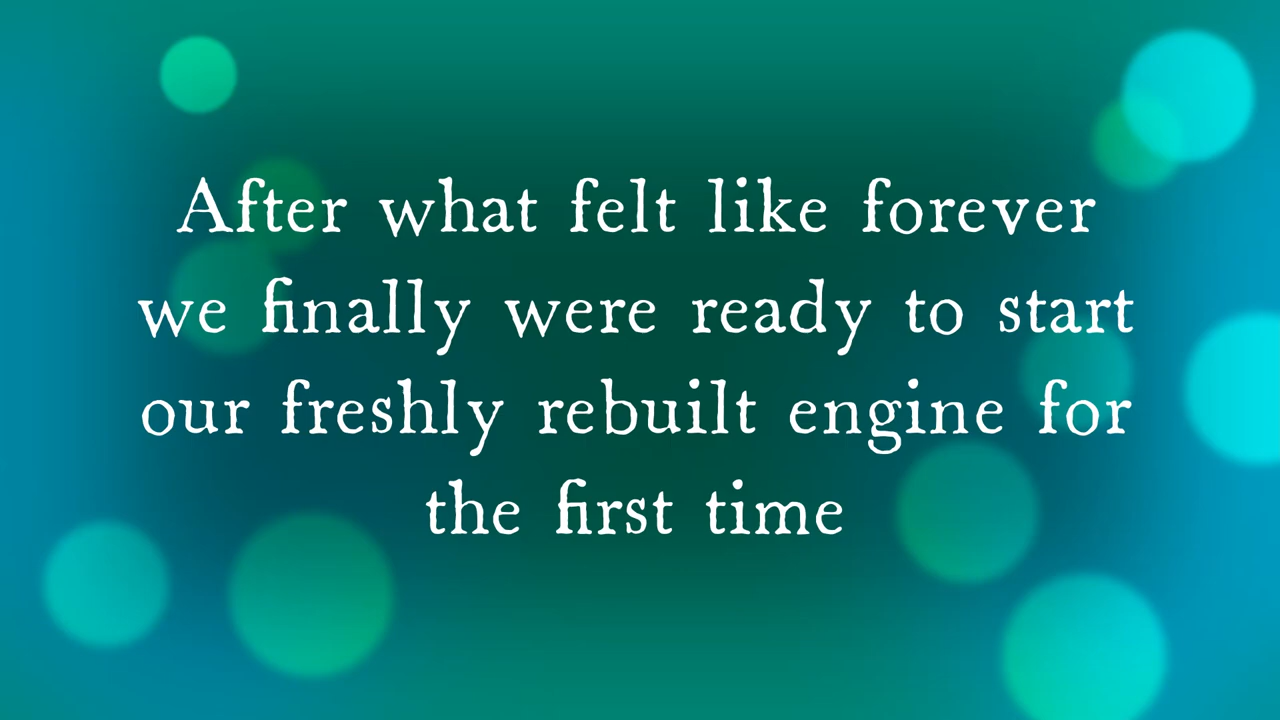 After what felt like forever
we finally were ready to start
our freshly rebuilt engine for
the first time